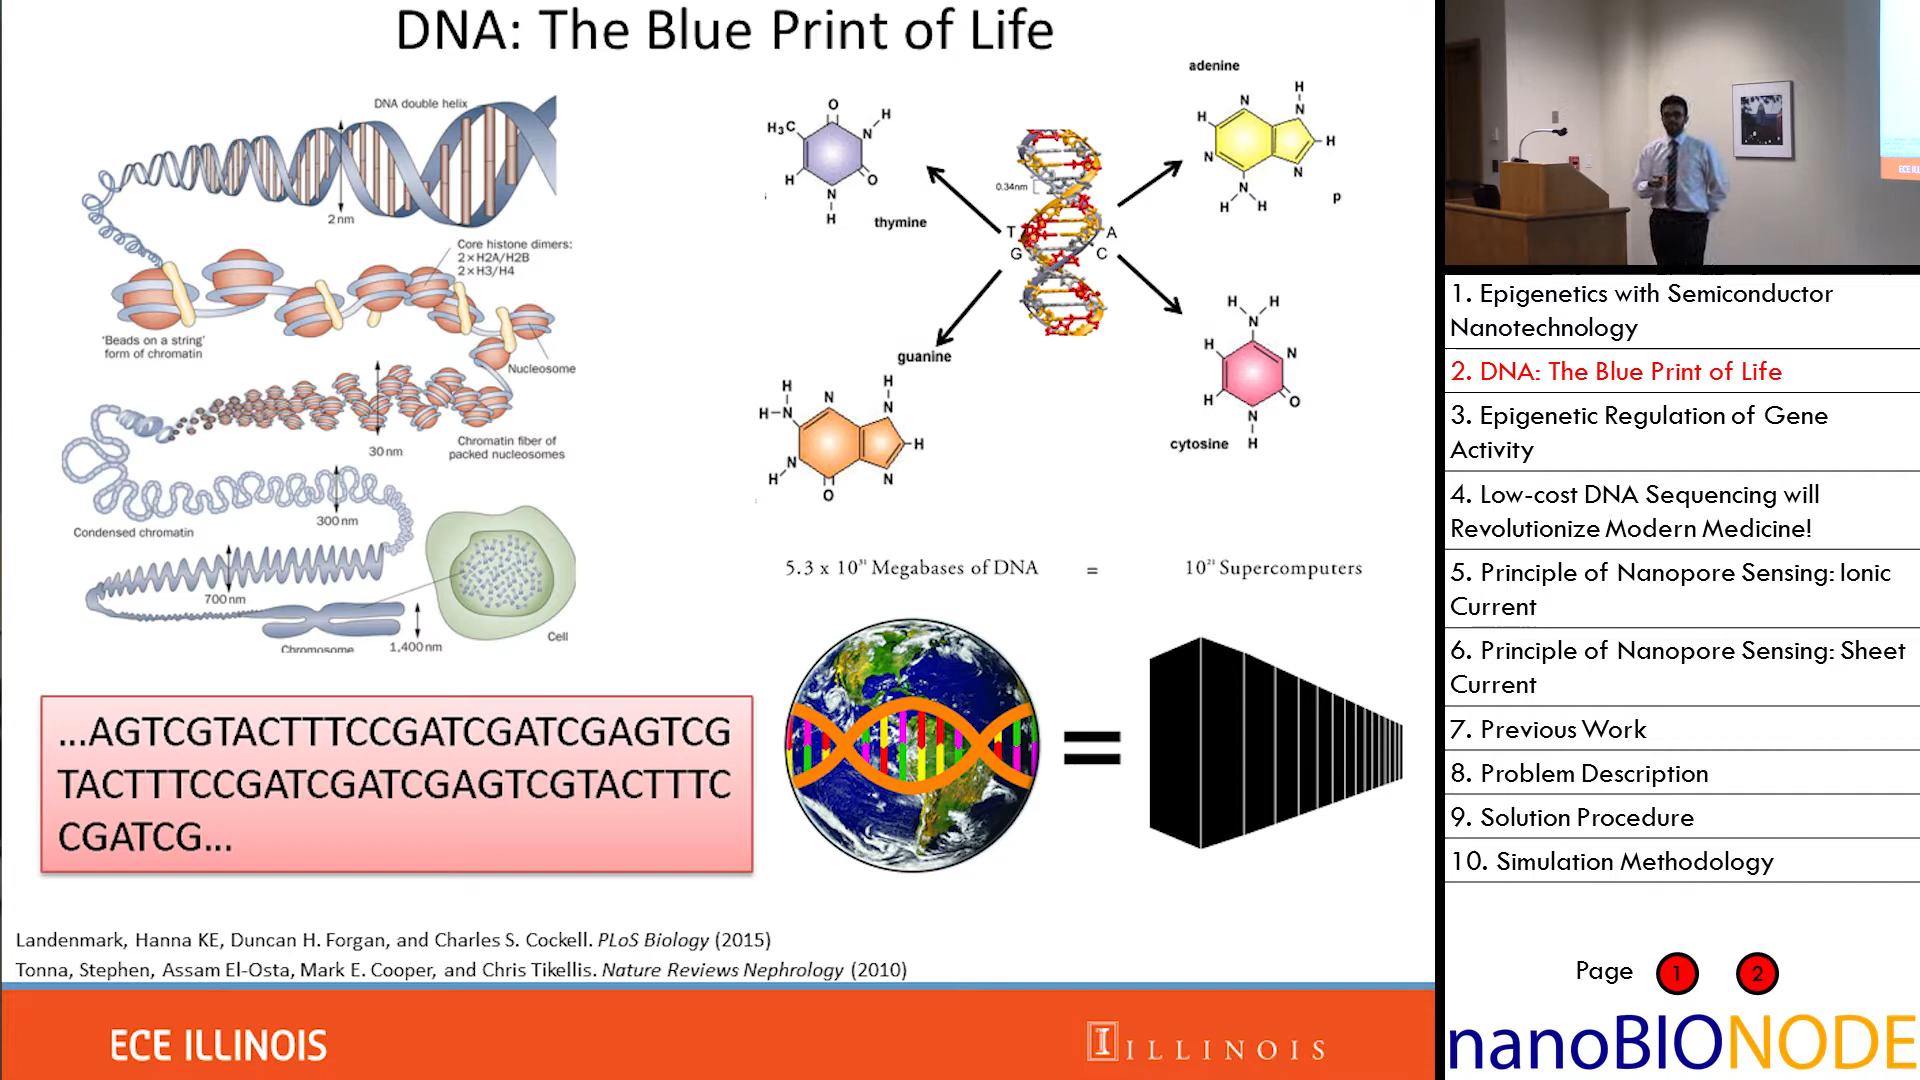 DNA: The Blue Print of Life
DNA double helix
2 nm
Core histone dimers:
2 × H2A/H2B
2 × H3/H4
'Beads on a string'
form of chromatin
Nucleosome
30 nm
Chromatin fiber of
packed nucleosomes
300 nm
Condensed chromatin
700 nm
Chromosome
1,400 nm
Cell
O
H
H₃C
N
H
O
N
H
thymine
adenine
H
N
N
H
H
N
N
N
H
H
P
0.34nm
T
A
G
C
guanine
H
H
N
H
N
N
H
N
H
N
O
H
H
N
H
N
H
O
N
H
cytosine
5.3 x 10³¹ Megabases of DNA = 10²¹ Supercomputers
=
...AGTCGTACTTTCCGATCGATCGAGTCG
TACTTTCCGATCGATCGAGTCGTACTTTC
CGATCG...
Landenmark, Hanna KE, Duncan H. Forgan, and Charles S. Cockell. PLoS Biology (2015)
Tonna, Stephen, Assam El-Osta, Mark E. Cooper, and Chris Tikellis. Nature Reviews Nephrology (2010)
ECE ILLINOIS
I ILLINOIS
ECE ILL
1. Epigenetics with Semiconductor
Nanotechnology
2. DNA: The Blue Print of Life
3. Epigenetic Regulation of Gene
Activity
4. Low-cost DNA Sequencing will
Revolutionize Modern Medicine!
5. Principle of Nanopore Sensing: Ionic
Current
6. Principle of Nanopore Sensing: Sheet
Current
7. Previous Work
8. Problem Description
9. Solution Procedure
10. Simulation Methodology
Page 1 2
nanoBIONODE